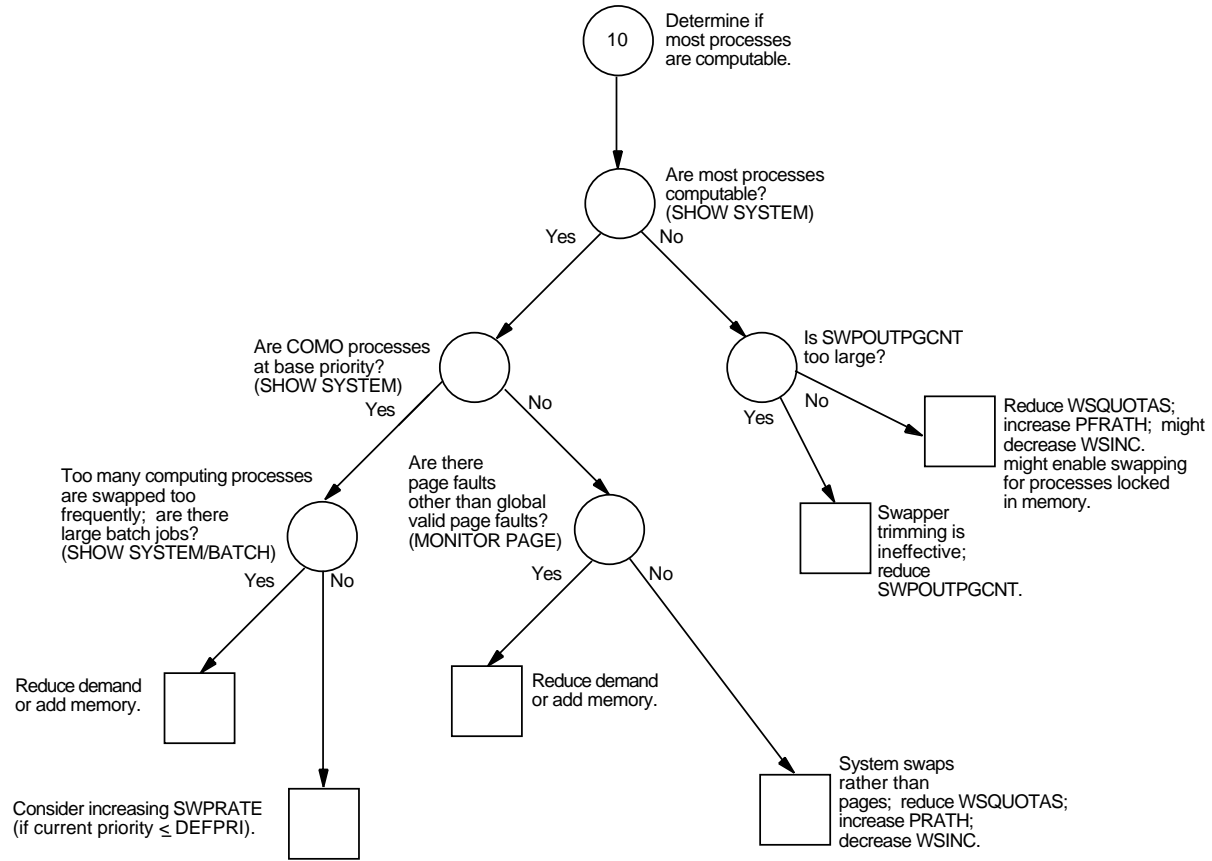 10
Determine if
most processes
are computable.
Are most processes
computable?
(SHOW SYSTEM)
Yes
No
Are COMO processes
at base priority?
(SHOW SYSTEM)
Yes
No
Is SWPOUTPGCNT
too large?
Yes
No
Reduce WSQUOTAS;
increase PFRATH; might
decrease WSINC.
might enable swapping
for processes locked
in memory.
Too many computing processes
are swapped too
frequently; are there
large batch jobs?
(SHOW SYSTEM/BATCH)
Yes
No
Are there
page faults
other than global
valid page faults?
(MONITOR PAGE)
Yes
No
Swapper
trimming is
ineffective;
reduce
SWPOUTPGCNT.
Reduce demand
or add memory.
Reduce demand
or add memory.
Consider increasing SWPRATE
(if current priority ≤ DEFPRI).
System swaps
rather than
pages; reduce WSQUOTAS;
increase PRATH;
decrease WSINC.